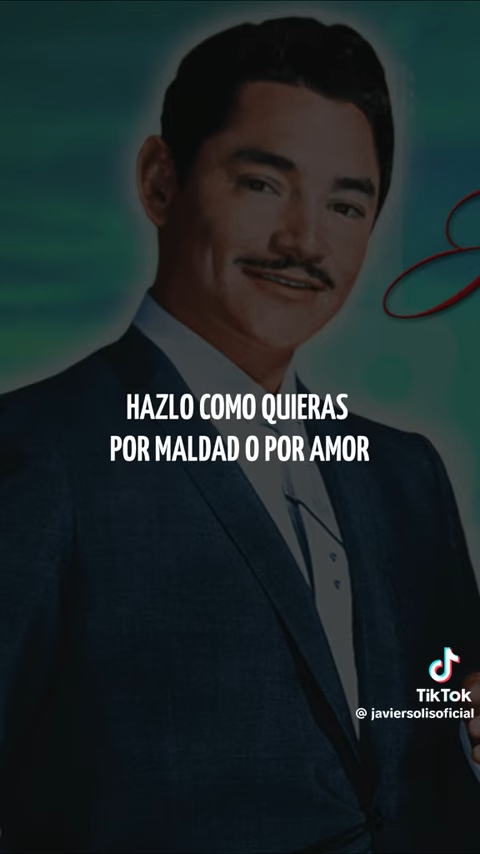 HAZLO COMO QUIERAS
POR MALDAD O POR AMOR
TikTok
@ javiersolisoficial